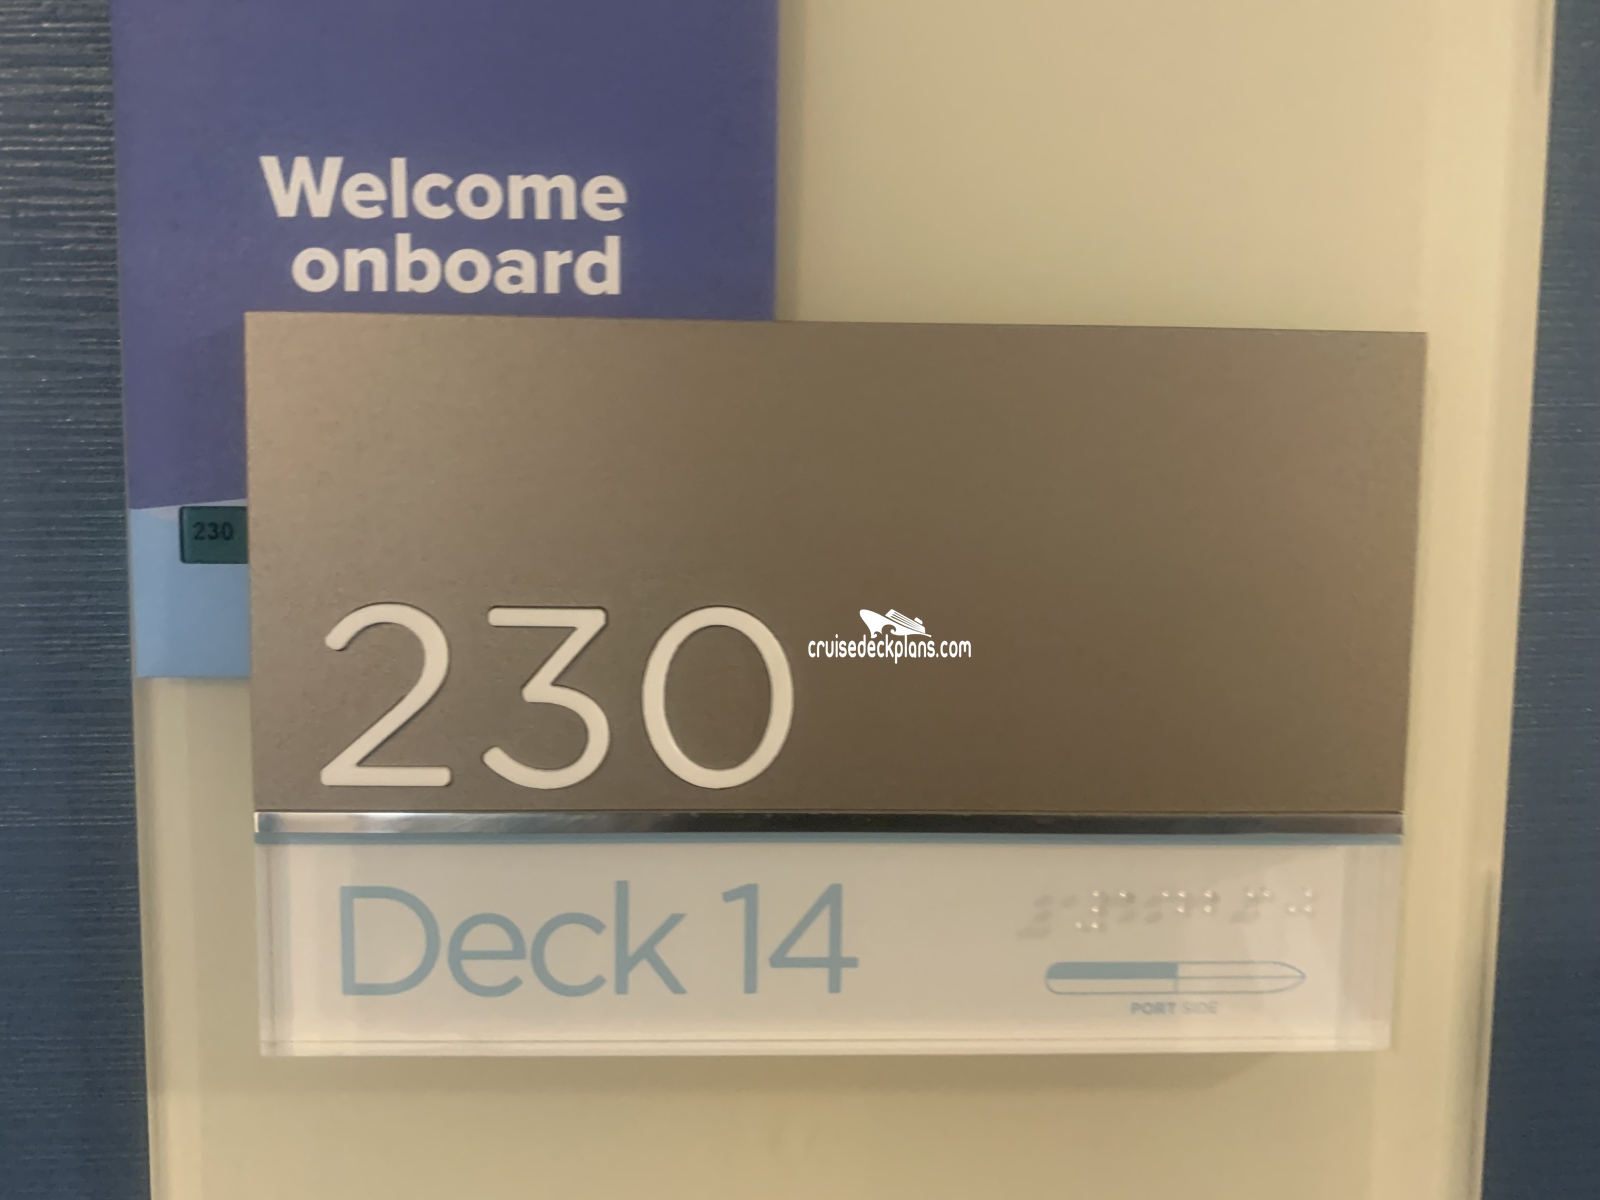 Welcome
onboard
230
230
cruisedeckplans.com
Deck 14
PORT SIDE